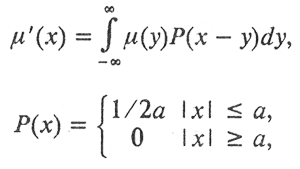 μ'(x) = ∫_{-∞}^{∞} μ(y)P(x − y)dy,
P(x) = { 1/2a |x| ≤ a,
0 |x| ≥ a,